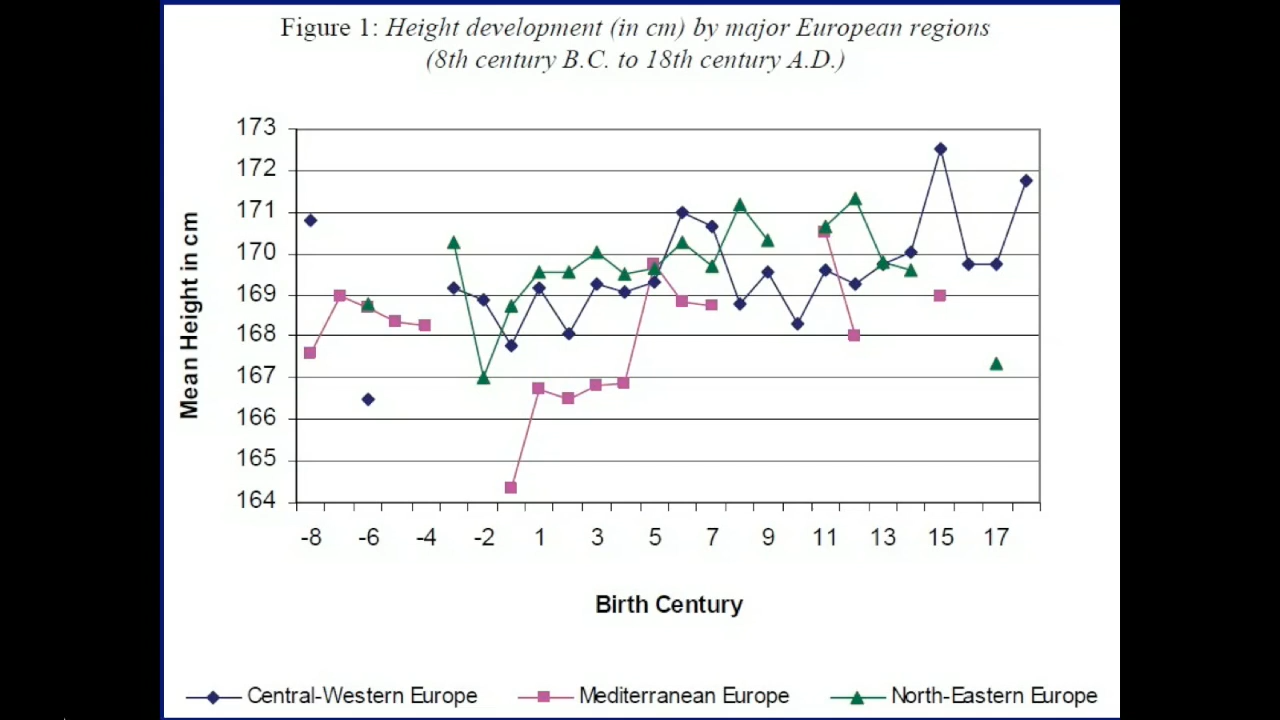 Figure 1: Height development (in cm) by major European regions
(8th century B.C. to 18th century A.D.)
173
172
171
170
169
168
167
166
165
164
Mean Height in cm
-8 -6 -4 -2 1 3 5 7 9 11 13 15 17
Birth Century
Central-Western Europe Mediterranean Europe North-Eastern Europe